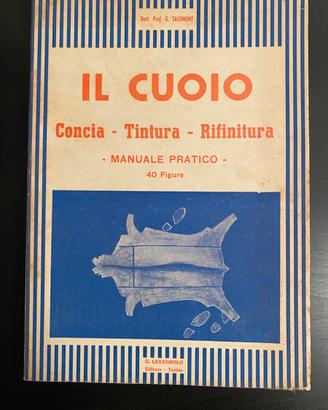 Dott. Prof. G. SALOMONE
IL CUOIO
Concia - Tintura - Rifinitura
- MANUALE PRATICO -
40 Figure
G. LAVAGNOLO
Editore - Torino